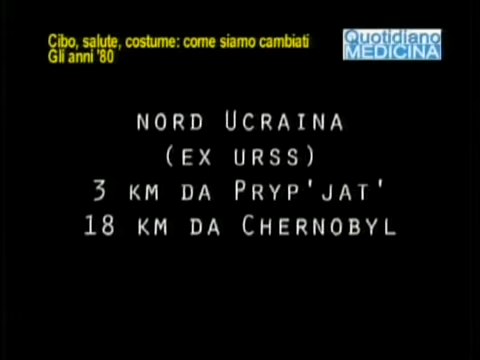 Cibo, salute, costume: come siamo cambiati
Gli anni '80
Quotidiano
MEDICINA
NORD UCRAINA
(EX URSS)
3 KM DA PRYP'JAT'
18 KM DA CHERNOBYL